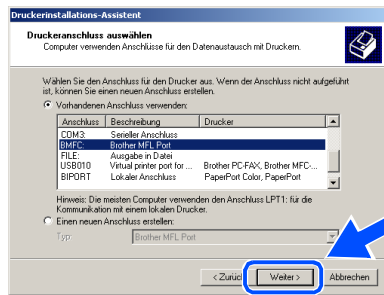 Druckerinstallations-Assistent
Druckeranschluss auswählen
Computer verwenden Anschlüsse für den Datenaustausch mit Druckern.
Wählen Sie den Anschluss für den Drucker aus. Wenn der Anschluss nicht aufgeführt
ist, können Sie einen neuen Anschluss erstellen.
Vorhandenen Anschluss verwenden:
Anschluss Beschreibung Drucker
COM3: Serieller Anschluss
BMFC: Brother MFL Port
FILE: Ausgabe in Datei
USB010 Virtual printer port for ... Brother PC-FAX, Brother MFC-...
BIPORT Lokaler Anschluss PaperPort Color, PaperPort
Hinweis: Die meisten Computer verwenden den Anschluss LPT1: für die
Kommunikation mit einem lokalen Drucker.
Einen neuen Anschluss erstellen:
Typ: Brother MFL Port
< Zurück Weiter > Abbrechen